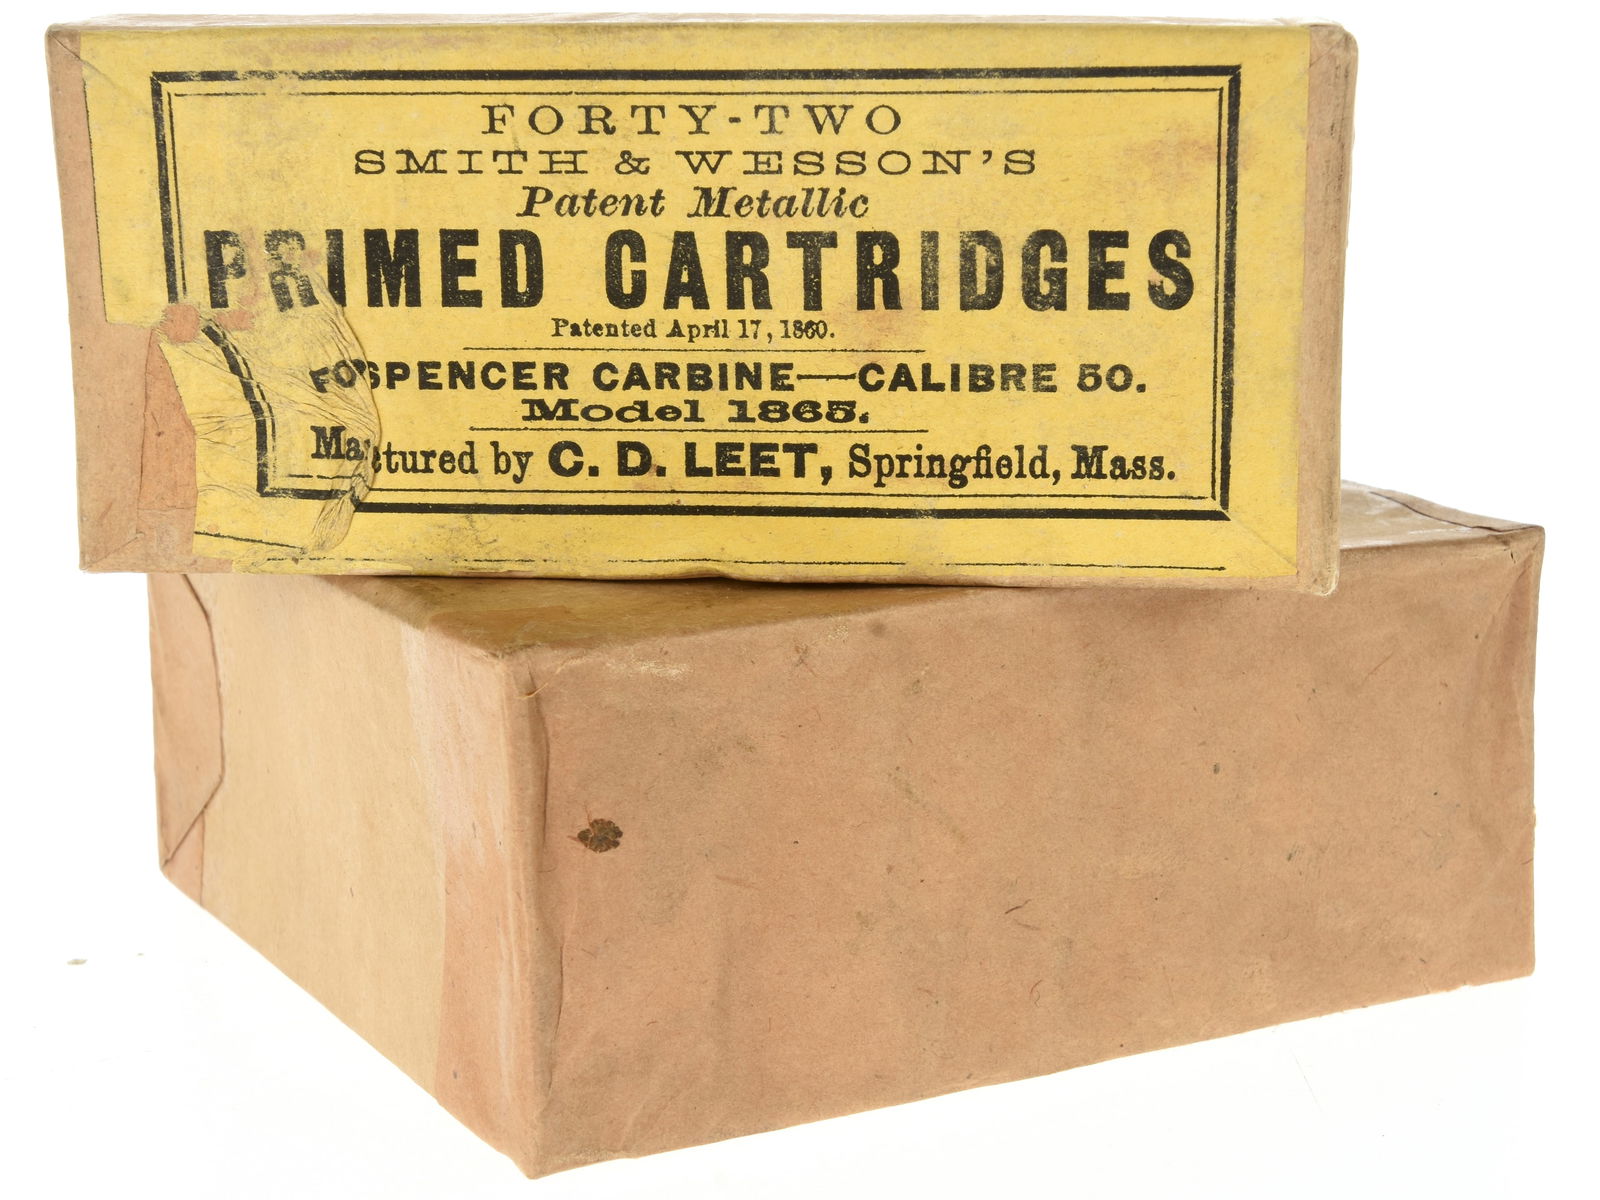 FORTY-TWO
SMITH & WESSON'S
Patent Metallic
PRIMED CARTRIDGES
Patented April 17, 1860.
SPENCER CARBINE—CALIBRE 50.
Model 1865.
by C. D. LEET, Springfield, Mass.